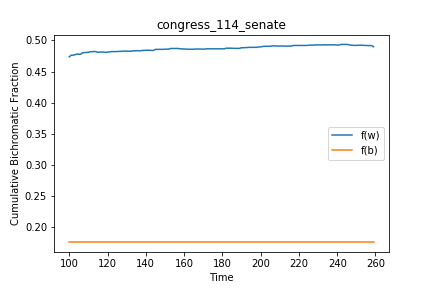 congress_114_senate
Cumulative Bichromatic Fraction
0.50
0.45
0.40
0.35
0.30
0.25
0.20
f(w)
f(b)
100 120 140 160 180 200 220 240 260
Time